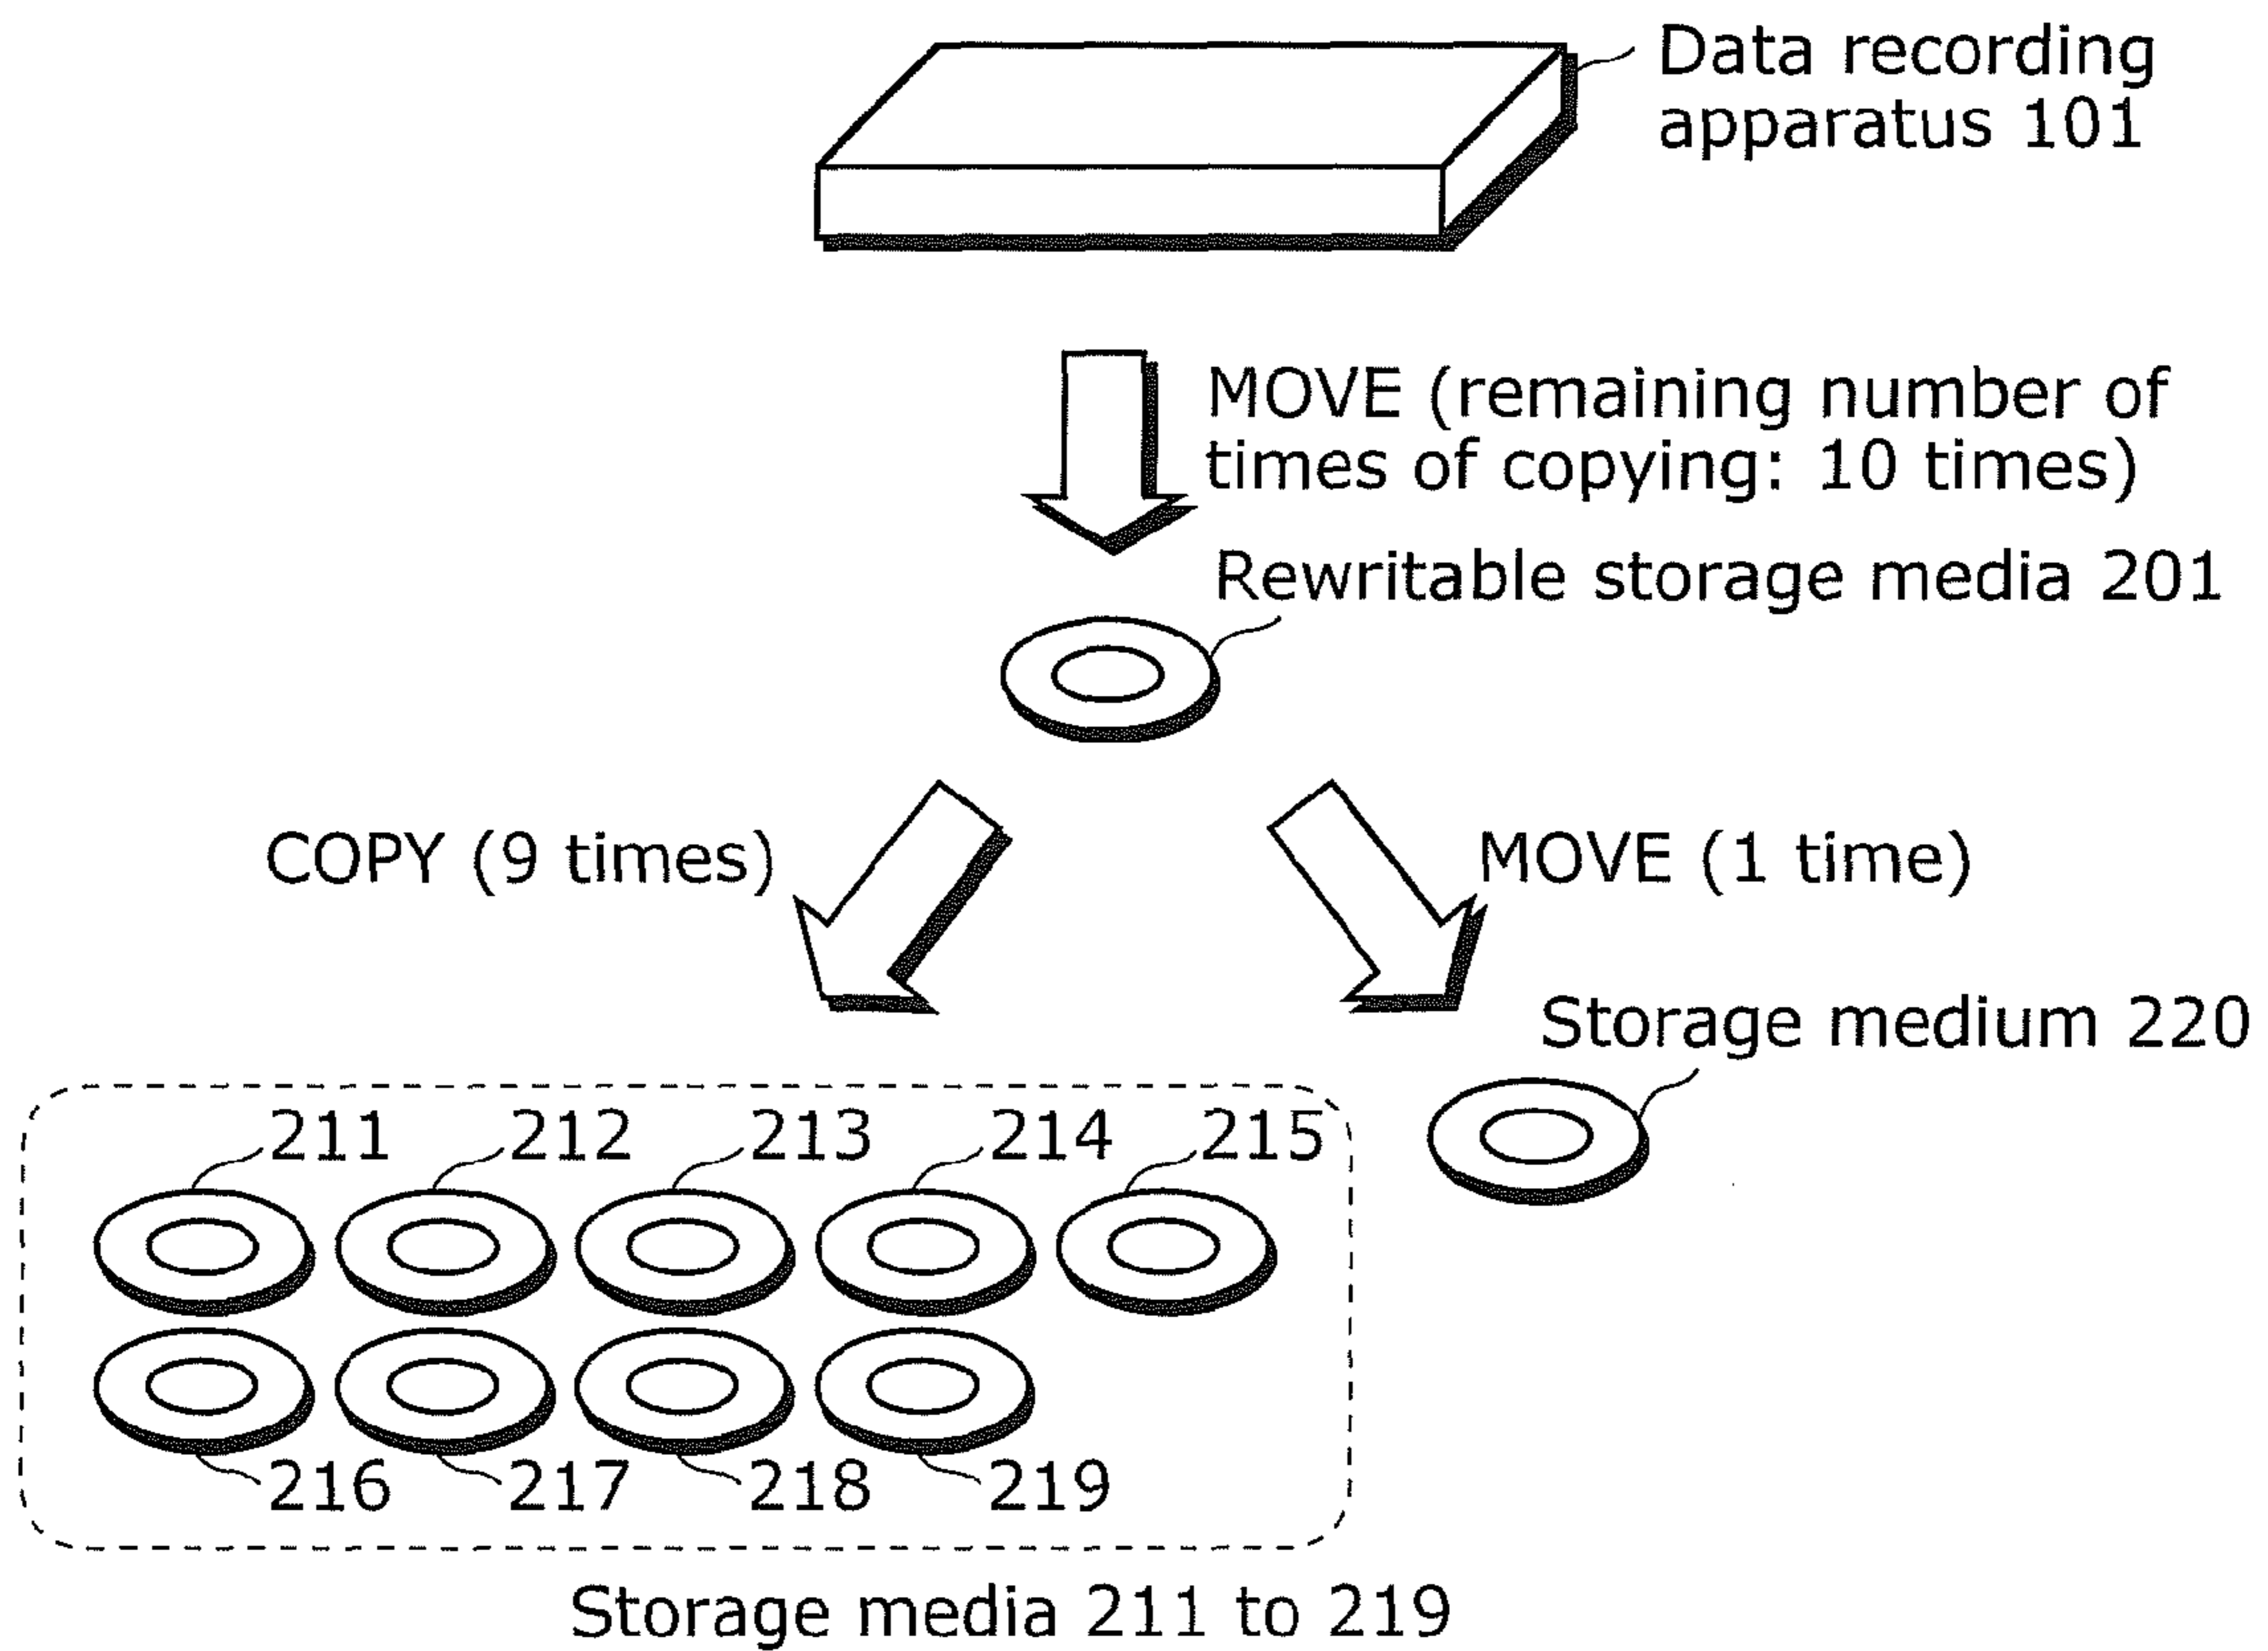 Data recording
apparatus 101
MOVE (remaining number of
times of copying: 10 times)
Rewritable storage media 201
COPY (9 times)
MOVE (1 time)
Storage medium 220
211 212 213 214 215
216 217 218 219
Storage media 211 to 219